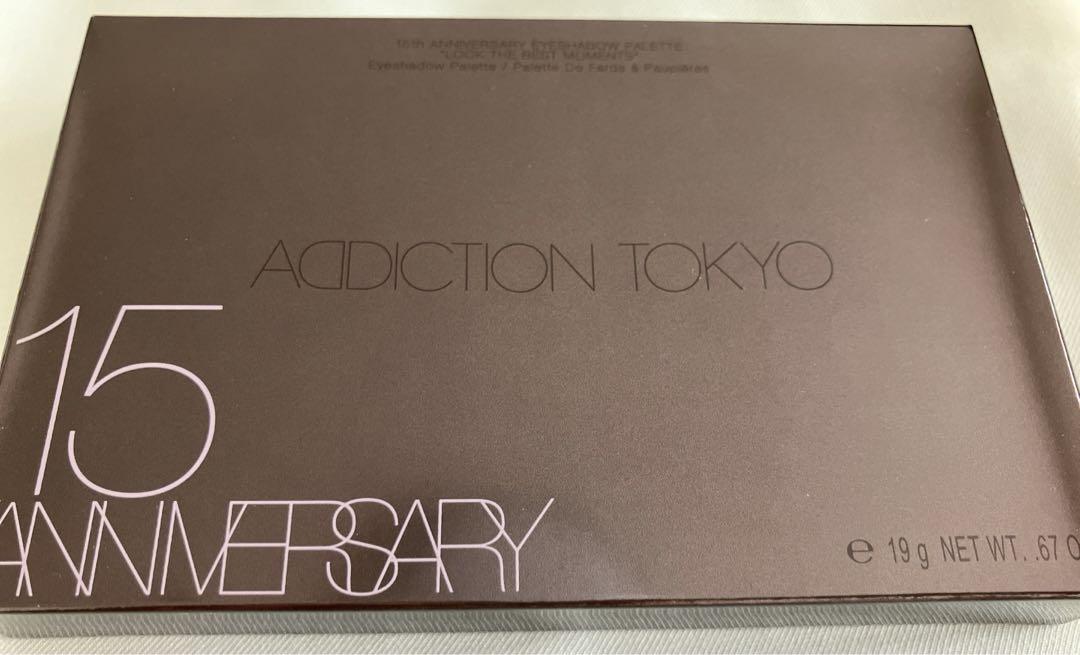 15th ANNIVERSARY EYESHADOW PALETTE
"LOOK THE BEST MOMENTS"
Eyeshadow Palette / Palette De Fards à Paupières
ADDICTION TOKYO
15
ANNIVERSARY
e 19 g NET WT. .67 O